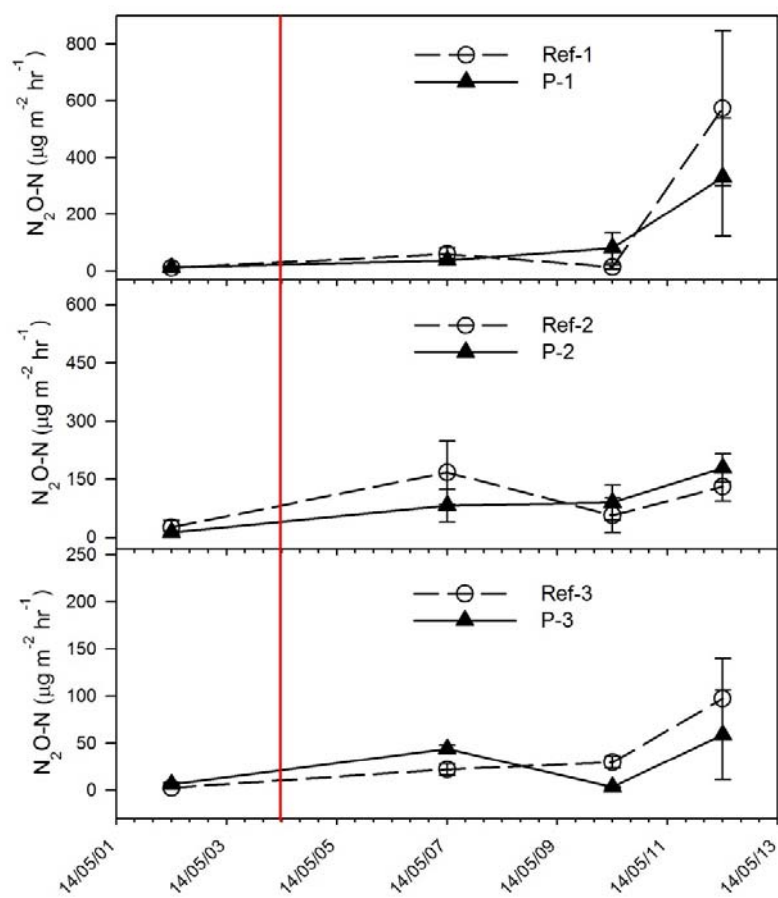 800
600
400
200
0
N₂O-N (μg m⁻² hr⁻¹)
Ref-1
P-1
600
450
300
150
0
N₂O-N (μg m⁻² hr⁻¹)
Ref-2
P-2
250
200
150
100
50
0
N₂O-N (μg m⁻² hr⁻¹)
Ref-3
P-3
14/05/01
14/05/03
14/05/05
14/05/07
14/05/09
14/05/11
14/05/13